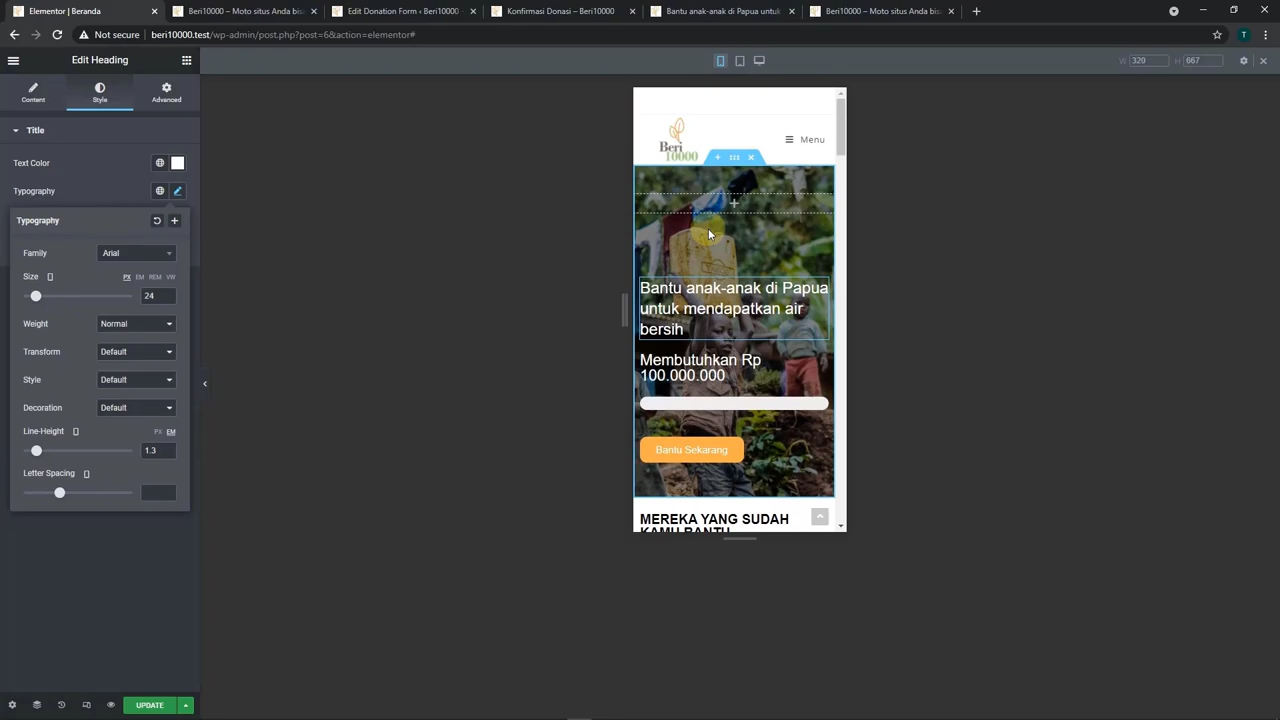 Elementor | Beranda
Beri10000 – Moto situs Anda bis
Edit Donation Form ‹ Beri10000 –
Konfirmasi Donasi – Beri10000
Bantu anak-anak di Papua untuk
Beri10000 – Moto situs Anda bis
Not secure
beri10000.test/wp-admin/post.php?post=6&action=elementor#
T
Edit Heading
W 320 H 667
Content Style Advanced
Title
Text Color
Typography
Typography
Family Arial
Size PX EM REM VW
24
Weight Normal
Transform Default
Style Default
Decoration Default
Line-Height PX EM
1.3
Letter Spacing
UPDATE
Beri
10000
Menu
Bantu anak-anak di Papua
untuk mendapatkan air
bersih
Membutuhkan Rp
100.000.000
Bantu Sekarang
MEREKA YANG SUDAH
KAMU BANTU